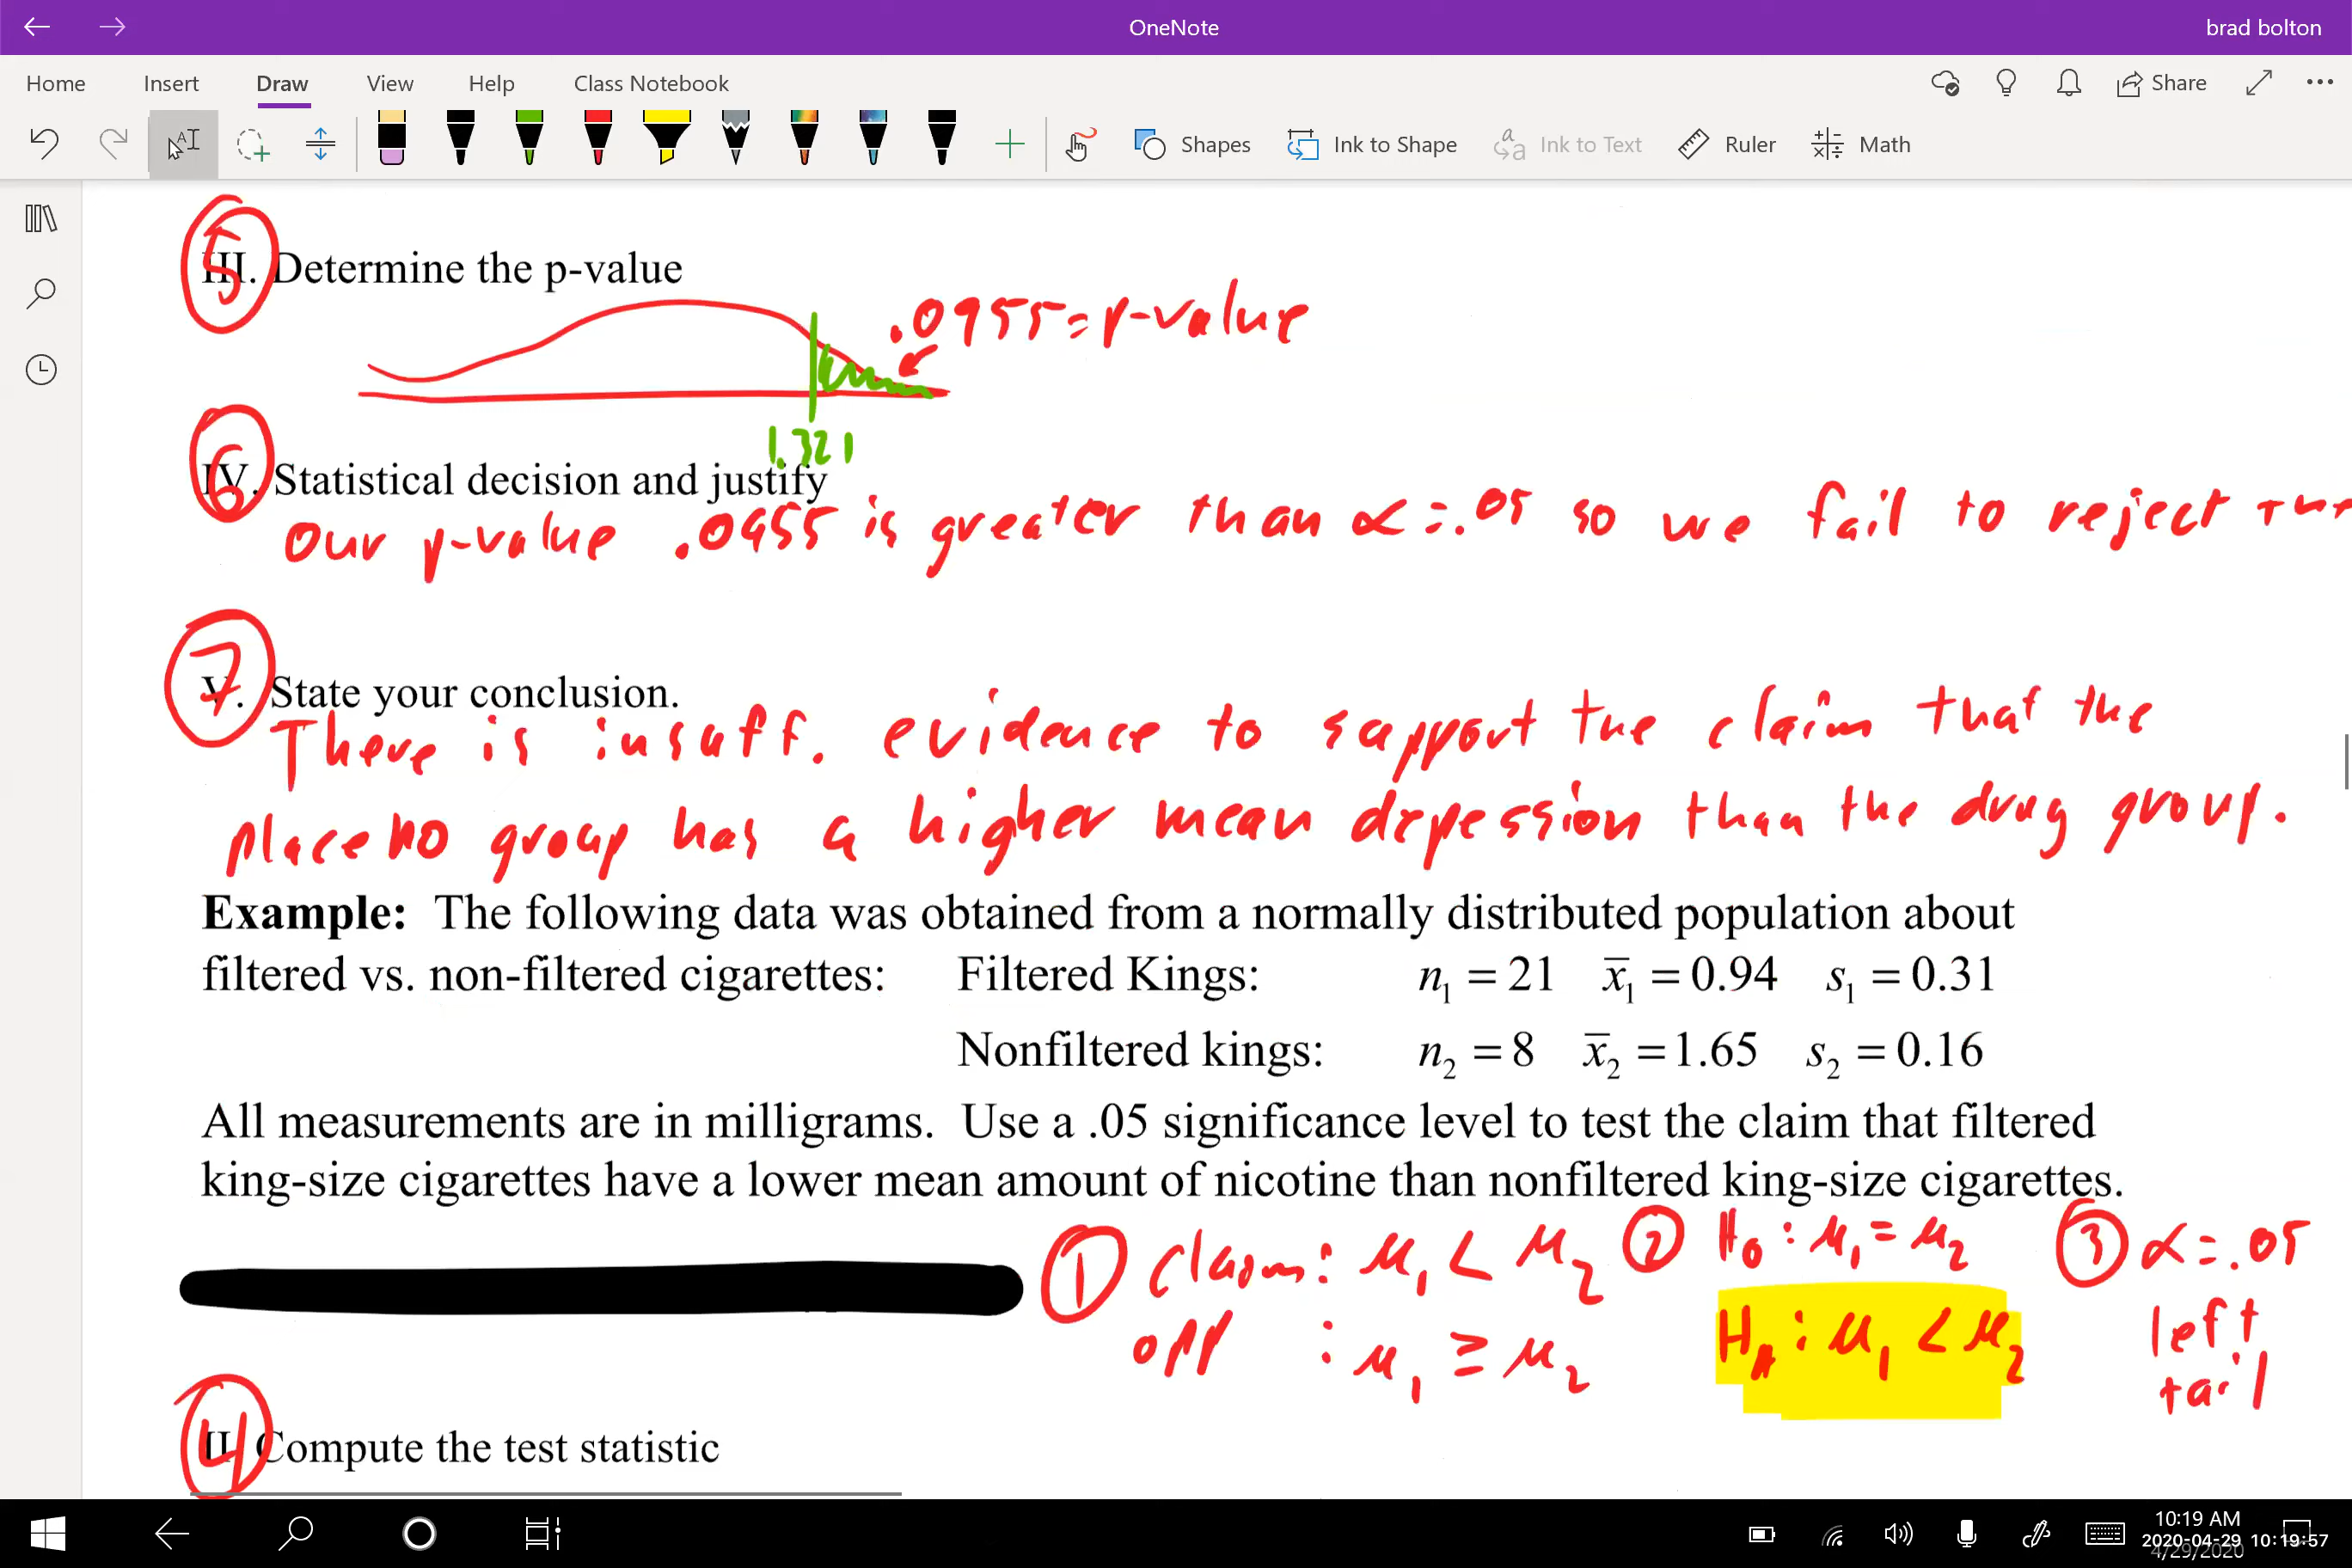 OneNote
brad bolton
Home Insert Draw View Help Class Notebook Share
Shapes Ink to Shape Ink to Text Ruler Math
5 III. Determine the p-value
.0955 = p-value
1.321
6 IV. Statistical decision and justify
Our p-value .0955 is greater than α = .05 so we fail to reject
7 V. State your conclusion.
There is insuff. evidence to support the claim that the
placebo group has a higher mean depession than the drug group.
Example: The following data was obtained from a normally distributed population about
filtered vs. non-filtered cigarettes: Filtered Kings: n₁ = 21 x̄₁ = 0.94 s₁ = 0.31
Nonfiltered kings: n₂ = 8 x̄₂ = 1.65 s₂ = 0.16
All measurements are in milligrams. Use a .05 significance level to test the claim that filtered
king-size cigarettes have a lower mean amount of nicotine than nonfiltered king-size cigarettes.
1 Claim: μ₁ < μ₂ 2 H₀: μ₁ = μ₂ 3 α = .05
opp : μ₁ ≥ μ₂ Hₐ: μ₁ < μ₂ left
tail
4 II. Compute the test statistic
10:19 AM
2020-04-29 10:19:57
4/29/2020